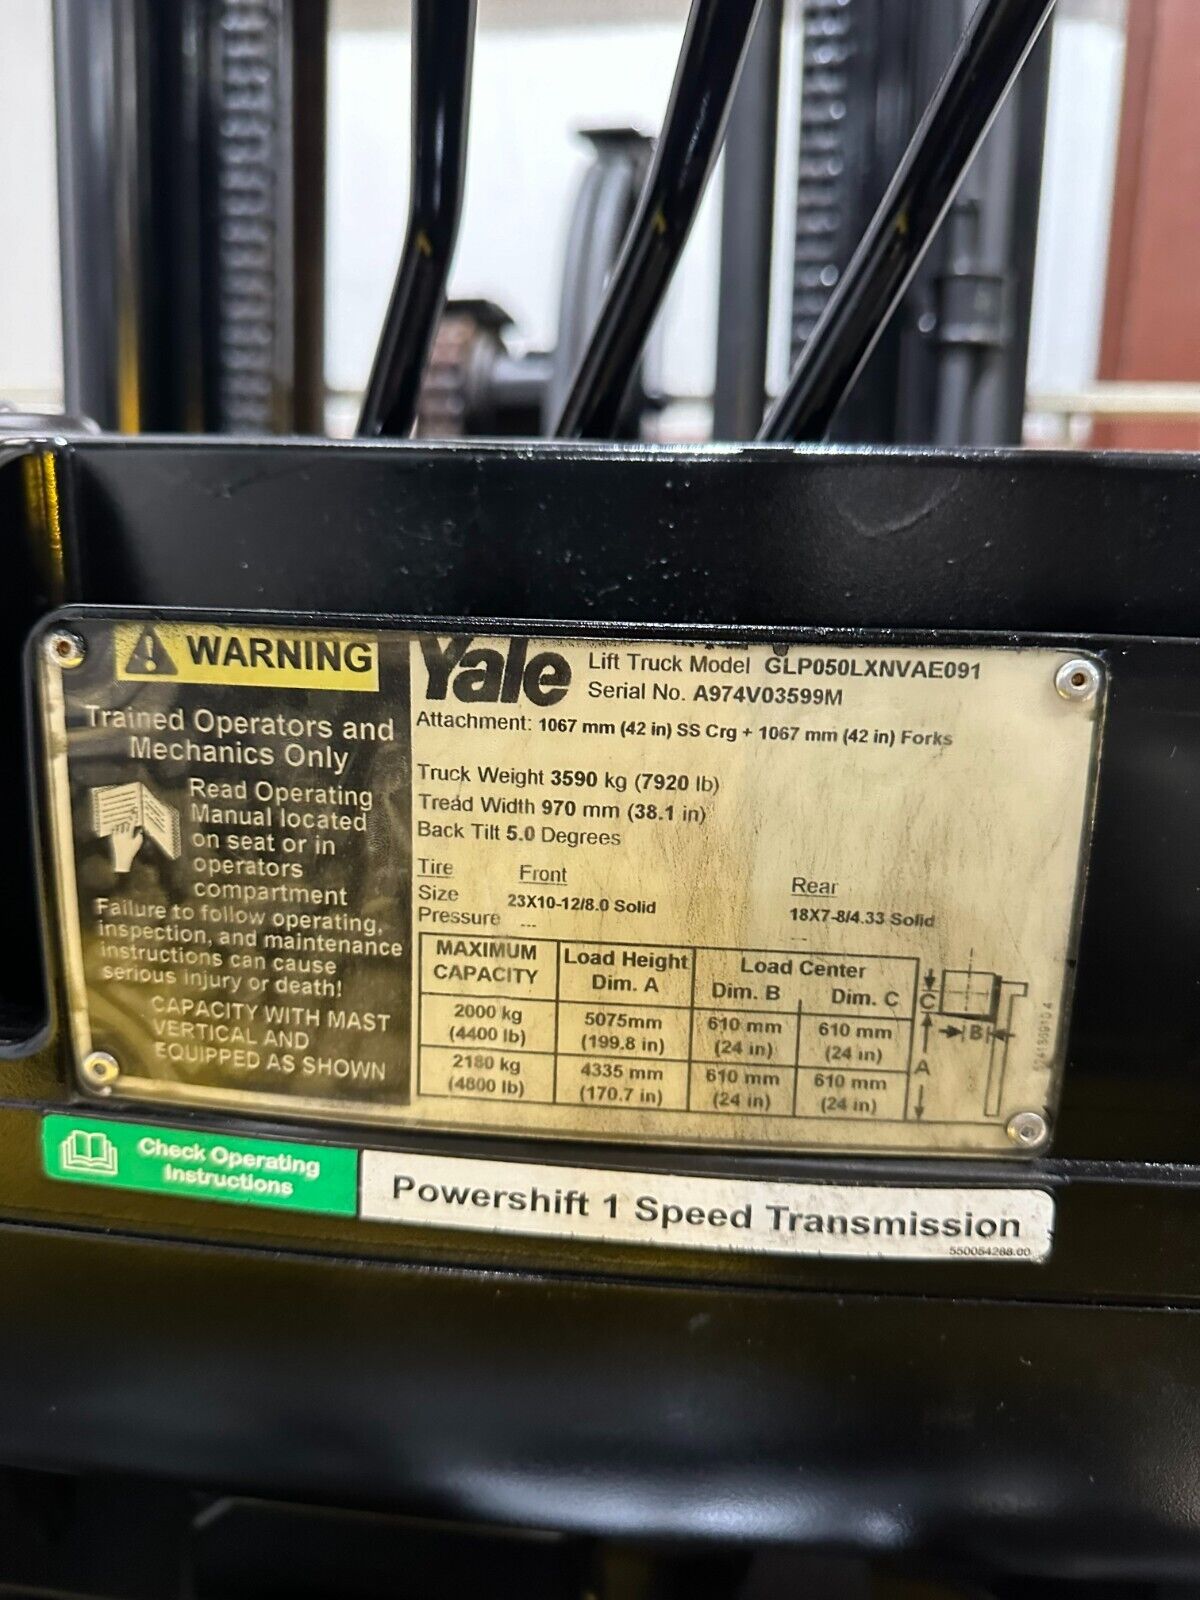 WARNING
Trained Operators and
Mechanics Only
Read Operating
Manual located
on seat or in
operators
compartment
Failure to follow operating,
inspection, and maintenance
instructions can cause
serious injury or death!
CAPACITY WITH MAST
VERTICAL AND
EQUIPPED AS SHOWN
Yale
Lift Truck Model GLP050LXNVAE091
Serial No. A974V03599M
Attachment: 1067 mm (42 in) SS Crg + 1067 mm (42 in) Forks
Truck Weight 3590 kg (7920 lb)
Tread Width 970 mm (38.1 in)
Back Tilt 5.0 Degrees
Tire Front Rear
Size 23X10-12/8.0 Solid 18X7-8/4.33 Solid
Pressure --- ---
MAXIMUM CAPACITY Load Height Dim. A Load Center Dim. B Dim. C
2000 kg (4400 lb) 5075mm (199.8 in) 610 mm (24 in) 610 mm (24 in)
2180 kg (4800 lb) 4335 mm (170.7 in) 610 mm (24 in) 610 mm (24 in)
C
B
A
Check Operating
Instructions
Powershift 1 Speed Transmission
550054288.00